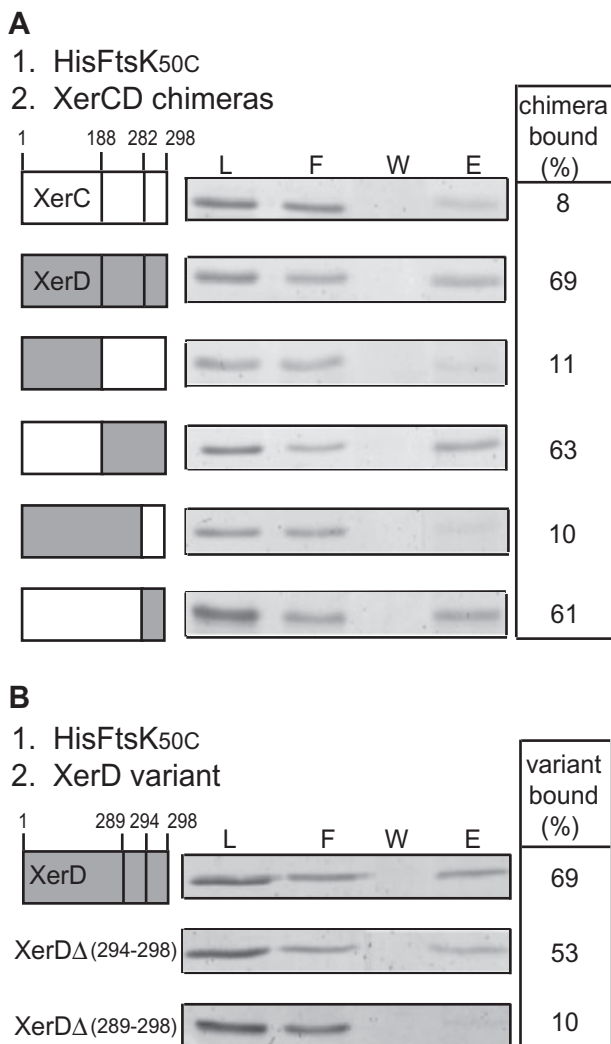 A
1. HisFtsK50C
2. XerCD chimeras
chimera
bound
(%)
1 188 282 298
L F W E
XerC
8
XerD
69
11
63
10
61
B
1. HisFtsK50C
2. XerD variant
variant
bound
(%)
1 289 294 298
L F W E
XerD
69
XerDΔ(294-298)
53
XerDΔ(289-298)
10